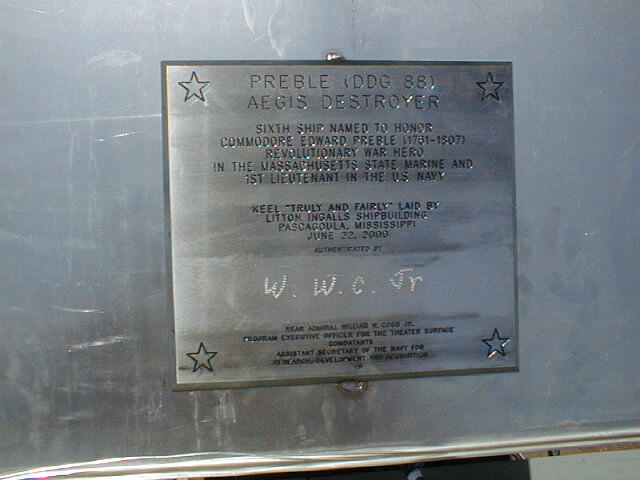 PREBLE (DDG 88)
AEGIS DESTROYER
SIXTH SHIP NAMED TO HONOR
COMMODORE EDWARD PREBLE (1761-1807)
REVOLUTIONARY WAR HERO
IN THE MASSACHUSETTS STATE MARINE AND
1ST LIEUTENANT IN THE U.S. NAVY
KEEL "TRULY AND FAIRLY" LAID BY
LITTON INGALLS SHIPBUILDING
PASCAGOULA, MISSISSIPPI
JUNE 22, 2000
AUTHENTICATED BY
W. W. C. Jr
REAR ADMIRAL WILLIAM W. COBB JR.
PROGRAM EXECUTIVE OFFICER FOR THE THEATER SURFACE
COMBATANTS
ASSISTANT SECRETARY OF THE NAVY FOR
RESEARCH, DEVELOPMENT AND ACQUISITION